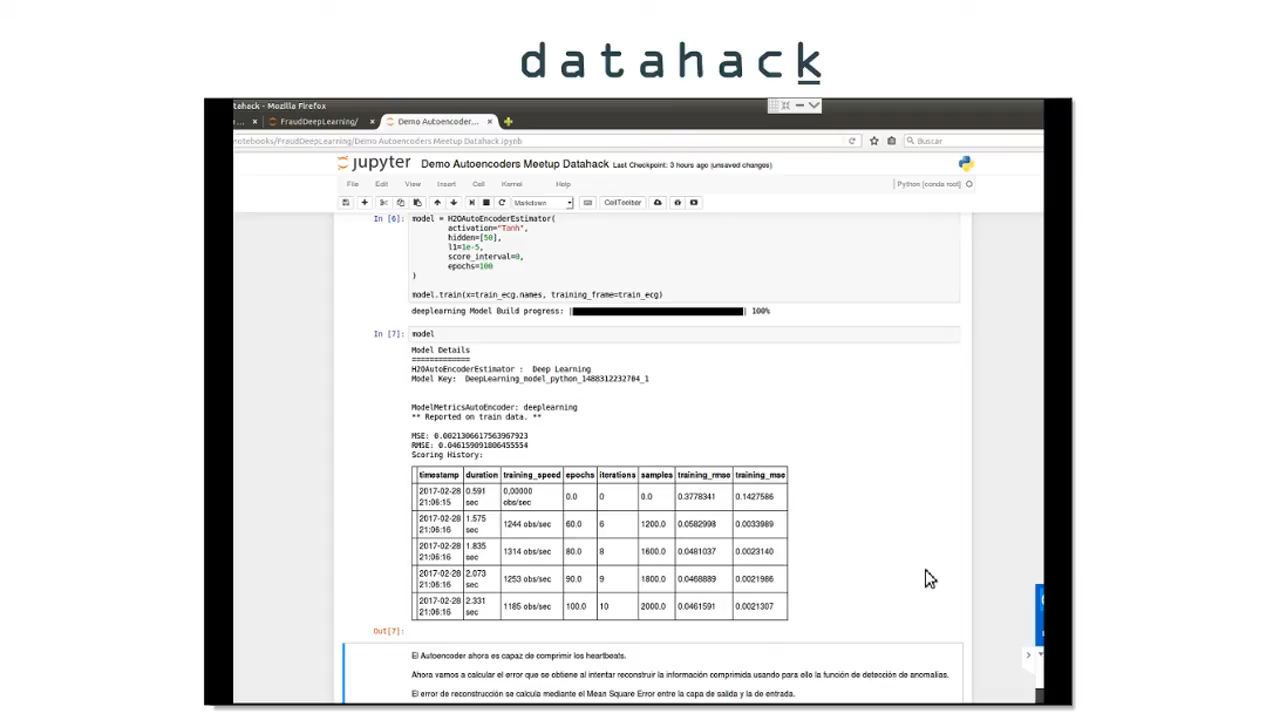 datahack
tahack - Mozilla Firefox
... × FraudDeepLearning/ × Demo Autoencoder... ×
notebooks/FraudDeepLearning/Demo Autoencoders Meetup Datahack.ipynb Buscar
jupyter Demo Autoencoders Meetup Datahack Last Checkpoint: 3 hours ago (unsaved changes)
File Edit View Insert Cell Kernel Help Python [conda root]
Markdown CellToolbar
In [6]: model = H2OAutoEncoderEstimator(
activation="Tanh",
hidden=[50],
l1=1e-5,
score_interval=0,
epochs=100
)
model.train(x=train_ecg.names, training_frame=train_ecg)
deeplearning Model Build progress: | | 100%
In [7]: model
Model Details
=============
H2OAutoEncoderEstimator : Deep Learning
Model Key: DeepLearning_model_python_1488312232704_1
ModelMetricsAutoEncoder: deeplearning
** Reported on train data. **
MSE: 0.0021306617563967923
RMSE: 0.046159091806455554
Scoring History:
timestamp duration training_speed epochs iterations samples training_rmse training_mse
2017-02-28 21:06:15 0.591 sec 0,00000 obs/sec 0.0 0 0.0 0.3778341 0.1427586
2017-02-28 21:06:16 1.575 sec 1244 obs/sec 60.0 6 1200.0 0.0582998 0.0033989
2017-02-28 21:06:16 1.835 sec 1314 obs/sec 80.0 8 1600.0 0.0481037 0.0023140
2017-02-28 21:06:16 2.073 sec 1253 obs/sec 90.0 9 1800.0 0.0468889 0.0021986
2017-02-28 21:06:16 2.331 sec 1185 obs/sec 100.0 10 2000.0 0.0461591 0.0021307
Out[7]:
El Autoencoder ahora es capaz de comprimir los heartbeats.
Ahora vamos a calcular el error que se obtiene al intentar reconstruir la información comprimida usando para ello la función de detección de anomalías.
El error de reconstrucción se calcula mediante el Mean Square Error entre la capa de salida y la de entrada.